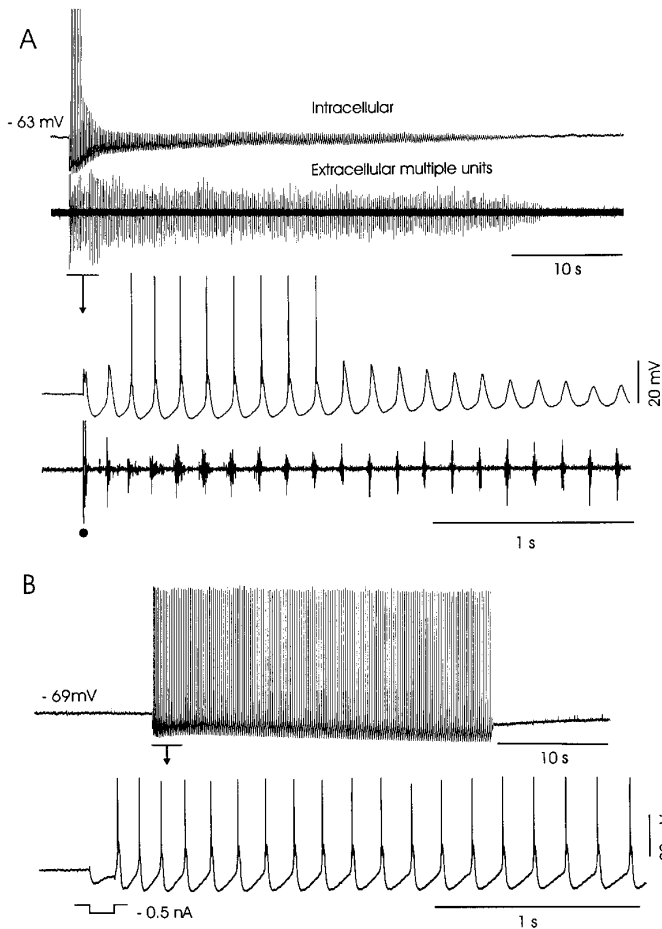 A
- 63 mV
Intracellular
Extracellular multiple units
10 s
20 mV
1 s
B
- 69mV
10 s
- 0.5 nA
1 s